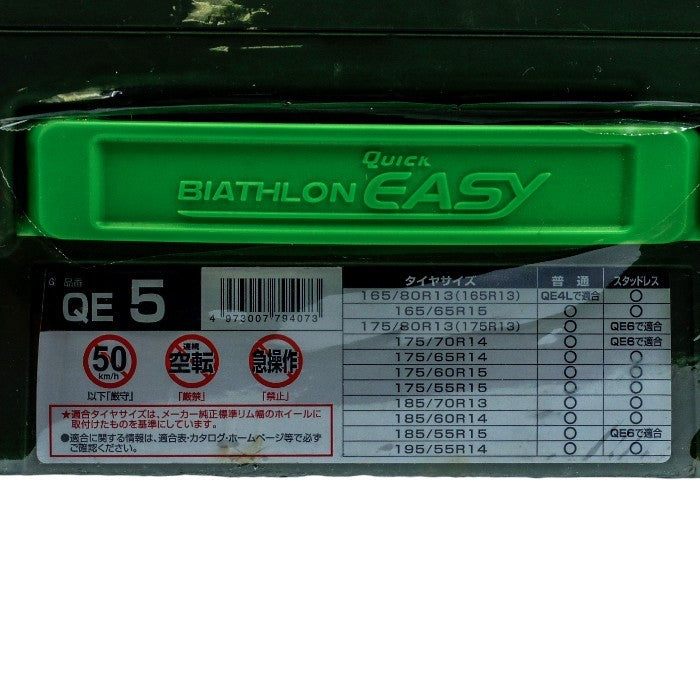 QUICK
BIATHLON EASY
G 品番
QE 5
4 973007 794073
50
km/h
以下「厳守」
連続
空転
「厳禁」
急操作
「禁止」
★適合タイヤサイズは、メーカー純正標準リム幅のホイールに
取付けたものを基準にしています。
●適合に関する情報は、適合表・カタログ・ホームページ等で必ず
ご確認ください。
タイヤサイズ 普通 スタッドレス
165/80R13(165R13) QE4Lで適合 ○
165/65R15 ○ ○
175/80R13(175R13) ○ QE6で適合
175/70R14 ○ QE6で適合
175/65R14 ○ ○
175/60R15 ○ ○
175/55R15 ○ ○
185/70R13 ○ ○
185/60R14 ○ ○
185/55R15 ○ QE6で適合
195/55R14 ○ ○